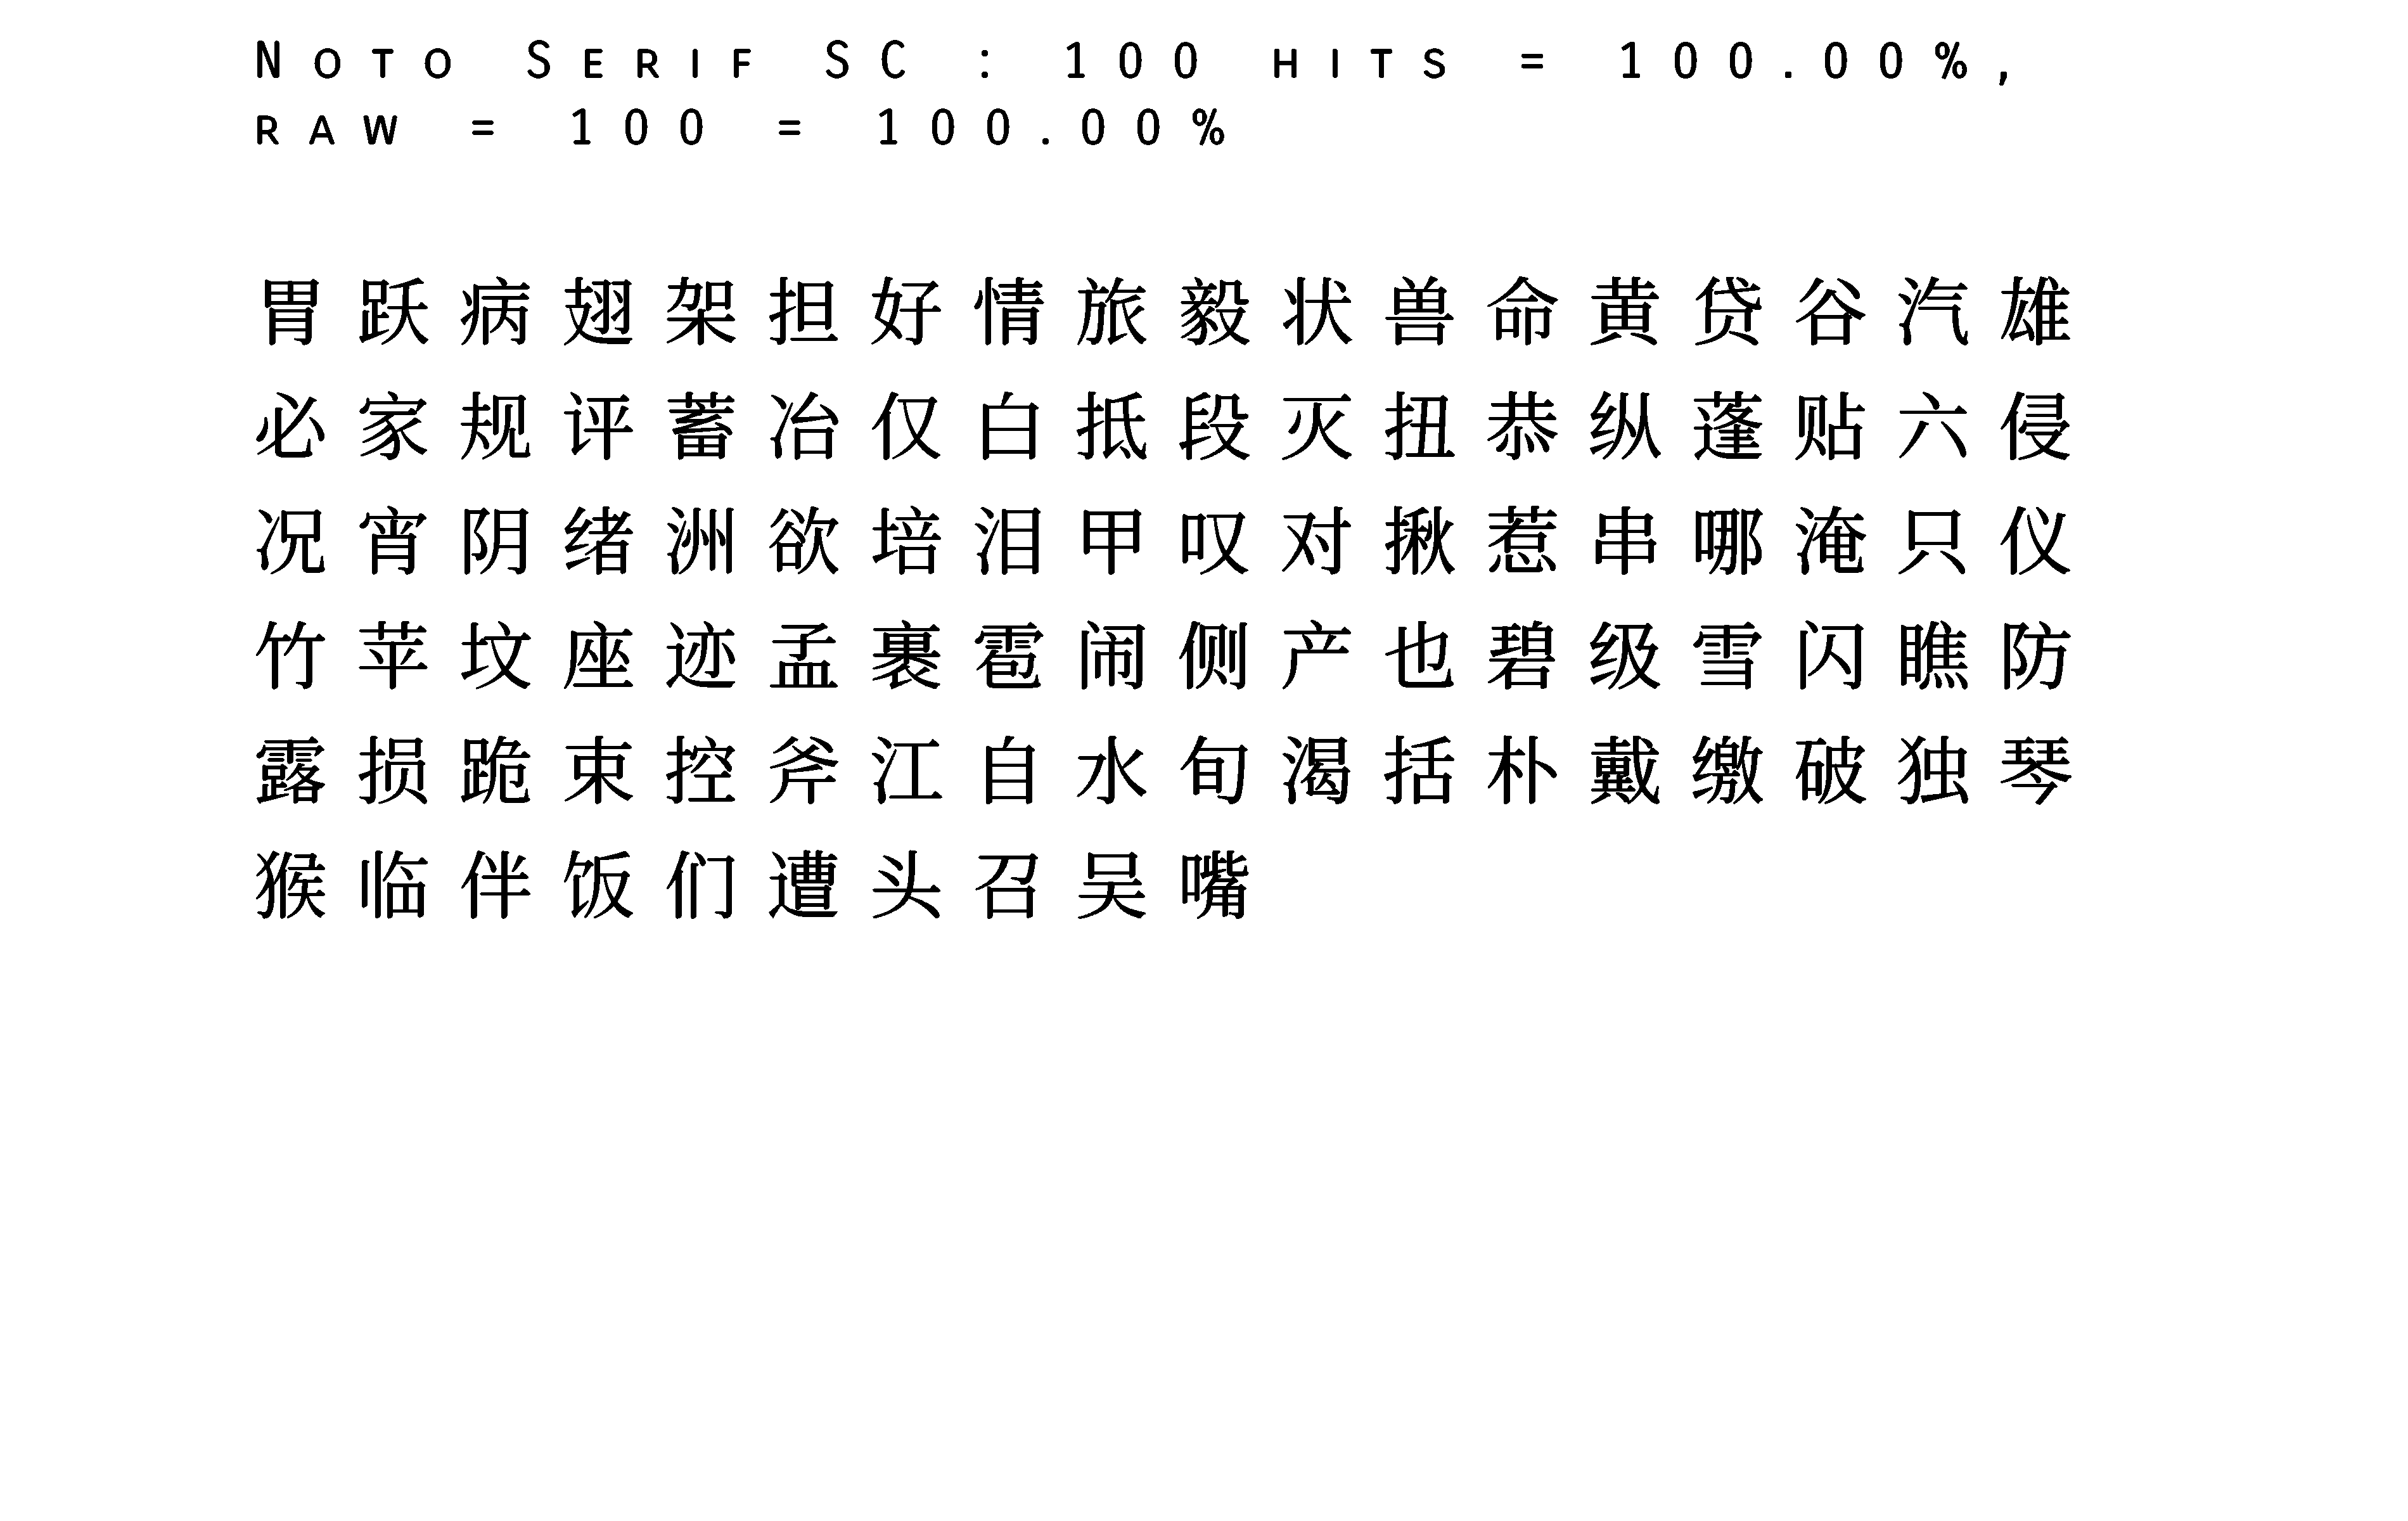 Noto Serif SC : 100 hits = 100.00%,
raw = 100 = 100.00%
胃跃病翅架担好情旅毅状兽命黄贷谷汽雄
必家规评蓄冶仅白抵段灭扭恭纵蓬贴六侵
况宵阴绪洲欲培泪甲叹对揪惹串哪淹只仪
竹苹坟座迹孟裹雹闹侧产也碧级雪闪瞧防
露损跪束控斧江自水旬渴括朴戴缴破独琴
猴临伴饭们遭头召吴嘴